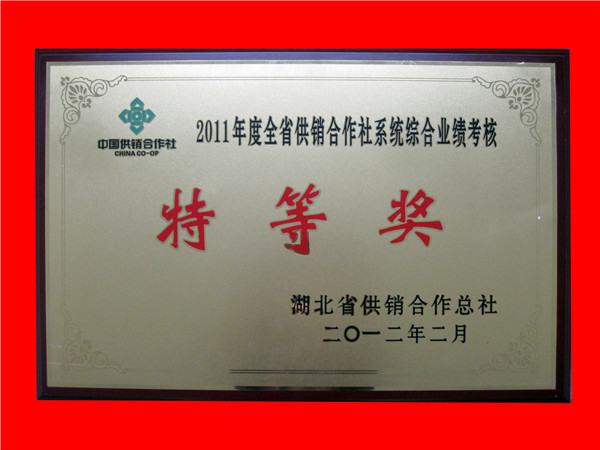 中国供销合作社
CHINA CO-OP
2011年度全省供销合作社系统综合业绩考核
特等奖
湖北省供销合作总社
二〇一二年二月